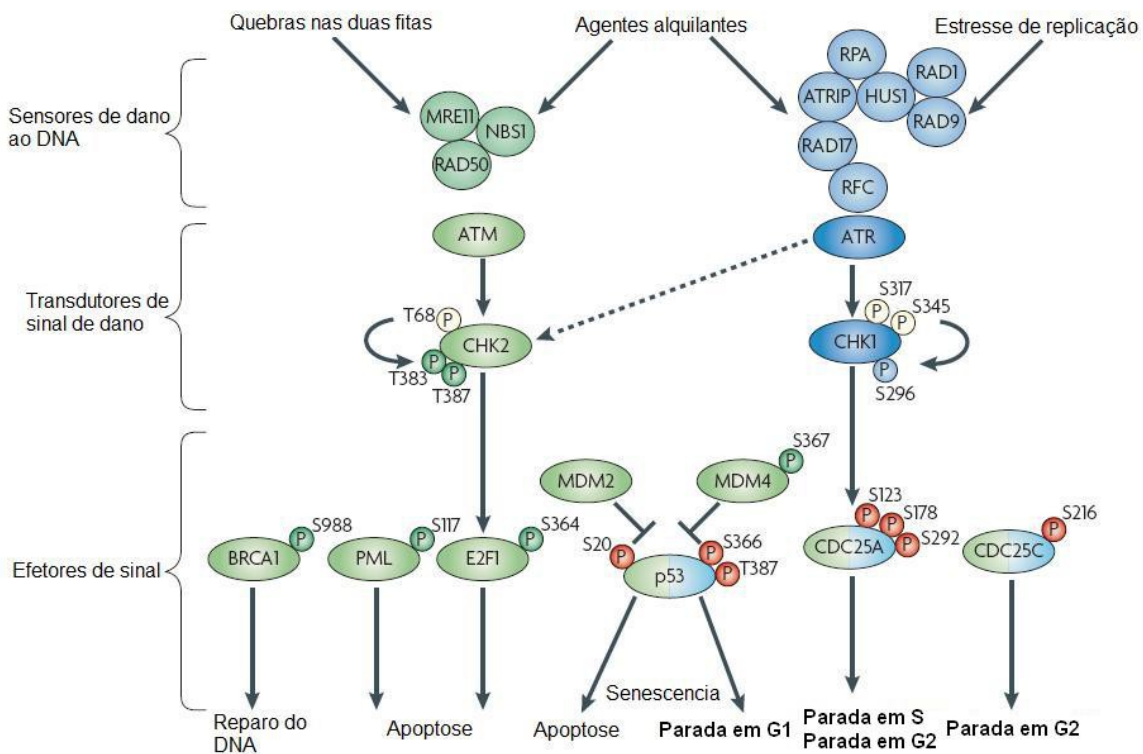 Quebras nas duas fitas
Agentes alquilantes
Estresse de replicação
Sensores de dano
ao DNA
MRE11
NBS1
RAD50
RPA
ATRIP
HUS1
RAD1
RAD9
RAD17
RFC
ATM
ATR
Transdutores de
sinal de dano
T68
P
CHK2
P
P
T383
T387
S317
P
P
S345
CHK1
P
S296
Efetores de sinal
MDM2
MDM4
P
S367
BRCA1
P
S988
PML
P
S117
E2F1
P
S364
S20
P
p53
P
S366
P
T387
S123
P
P
S178
P
S292
CDC25A
CDC25C
P
S216
Reparo do
DNA
Apoptose
Apoptose
Senescencia
Parada em G1
Parada em S
Parada em G2
Parada em G2